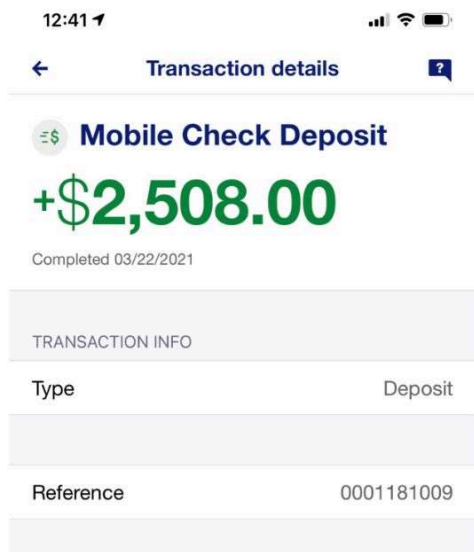 12:41
Transaction details
?
$ Mobile Check Deposit
+$2,508.00
Completed 03/22/2021
TRANSACTION INFO
Type Deposit
Reference 0001181009